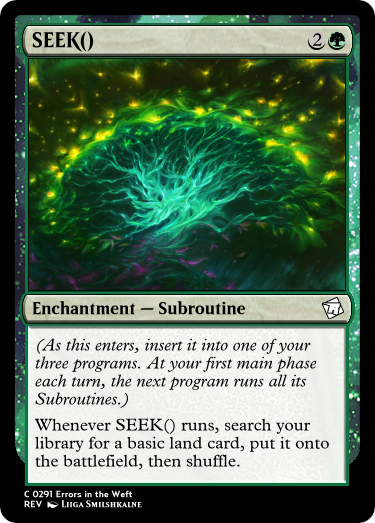 SEEK() 2
Enchantment — Subroutine
(As this enters, insert it into one of your
three programs. At your first main phase
each turn, the next program runs all its
Subroutines.)
Whenever SEEK() runs, search your
library for a basic land card, put it onto
the battlefield, then shuffle.
C 0291 Errors in the Weft
REV Liiga Smilshkalne